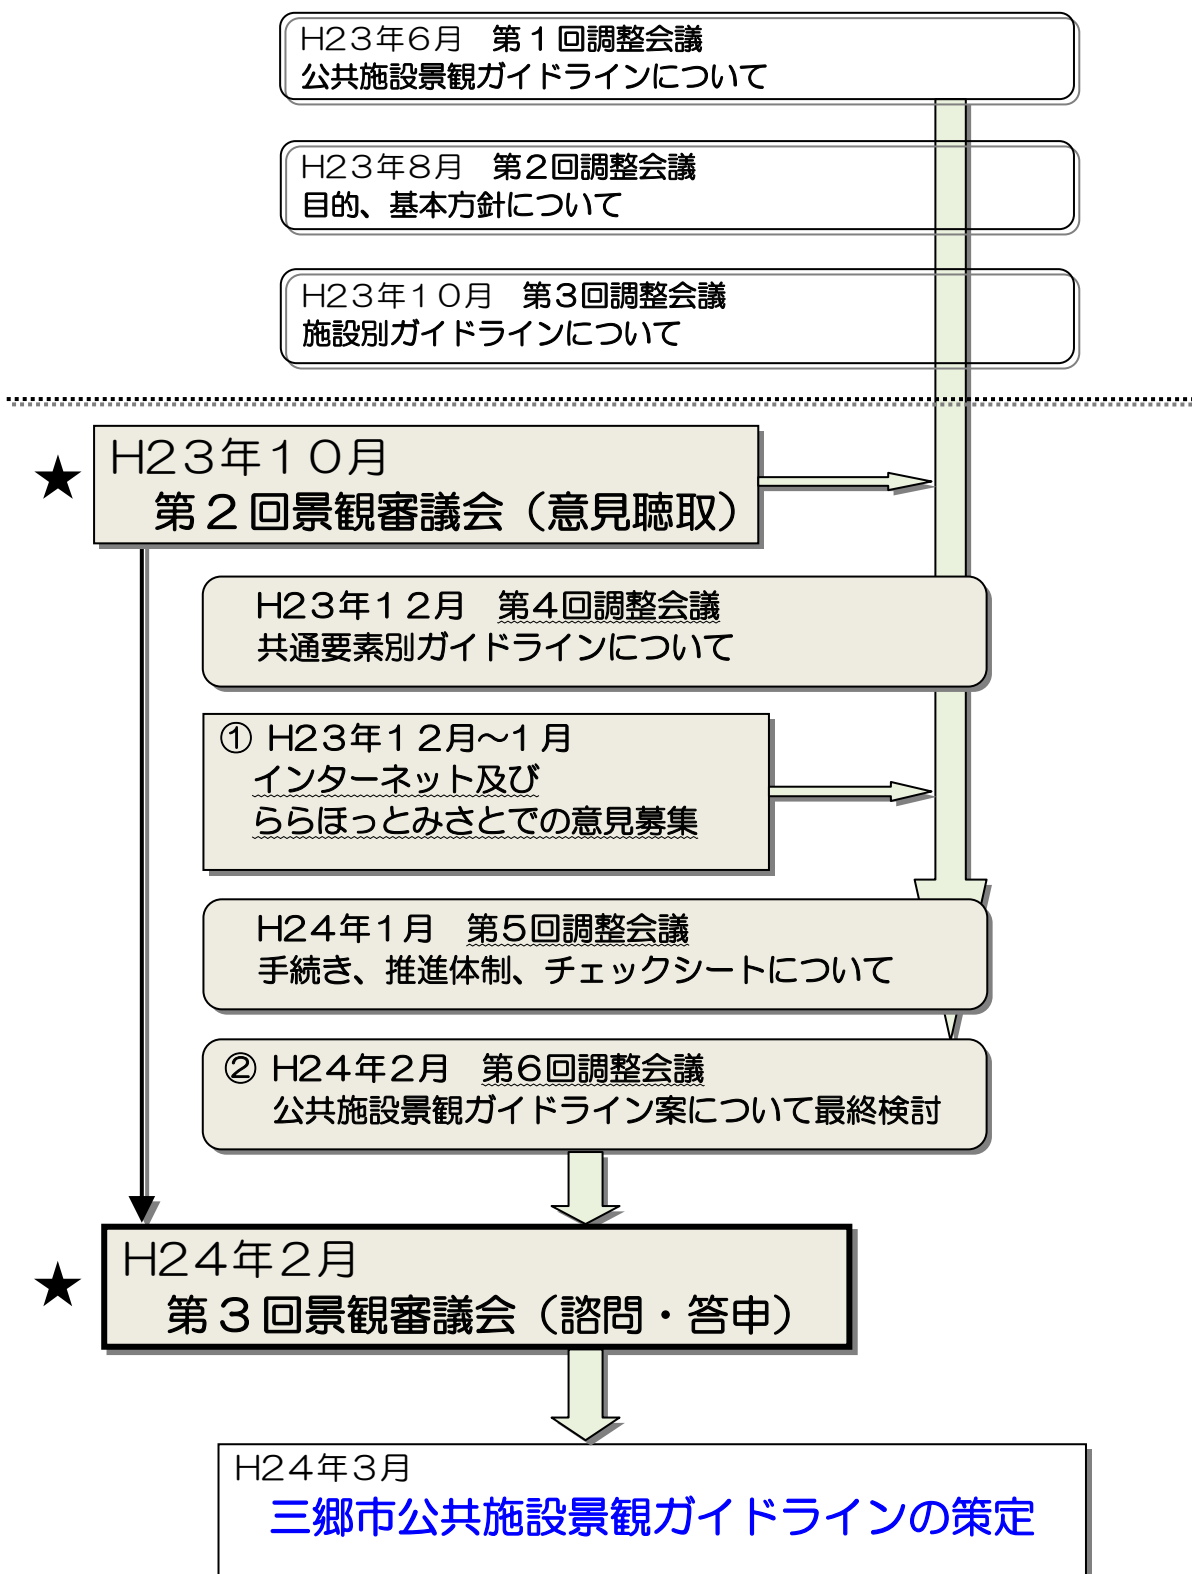 H23年6月　第1回調整会議
公共施設景観ガイドラインについて
H23年8月　第2回調整会議
目的、基本方針について
H23年10月　第3回調整会議
施設別ガイドラインについて
★
H23年10月
第2回景観審議会（意見聴取）
H23年12月　第4回調整会議
共通要素別ガイドラインについて
① H23年12月～1月
インターネット及び
ららほっとみさとでの意見募集
H24年1月　第5回調整会議
手続き、推進体制、チェックシートについて
② H24年2月　第6回調整会議
公共施設景観ガイドライン案について最終検討
★
H24年2月
第3回景観審議会（諮問・答申）
H24年3月
三郷市公共施設景観ガイドラインの策定